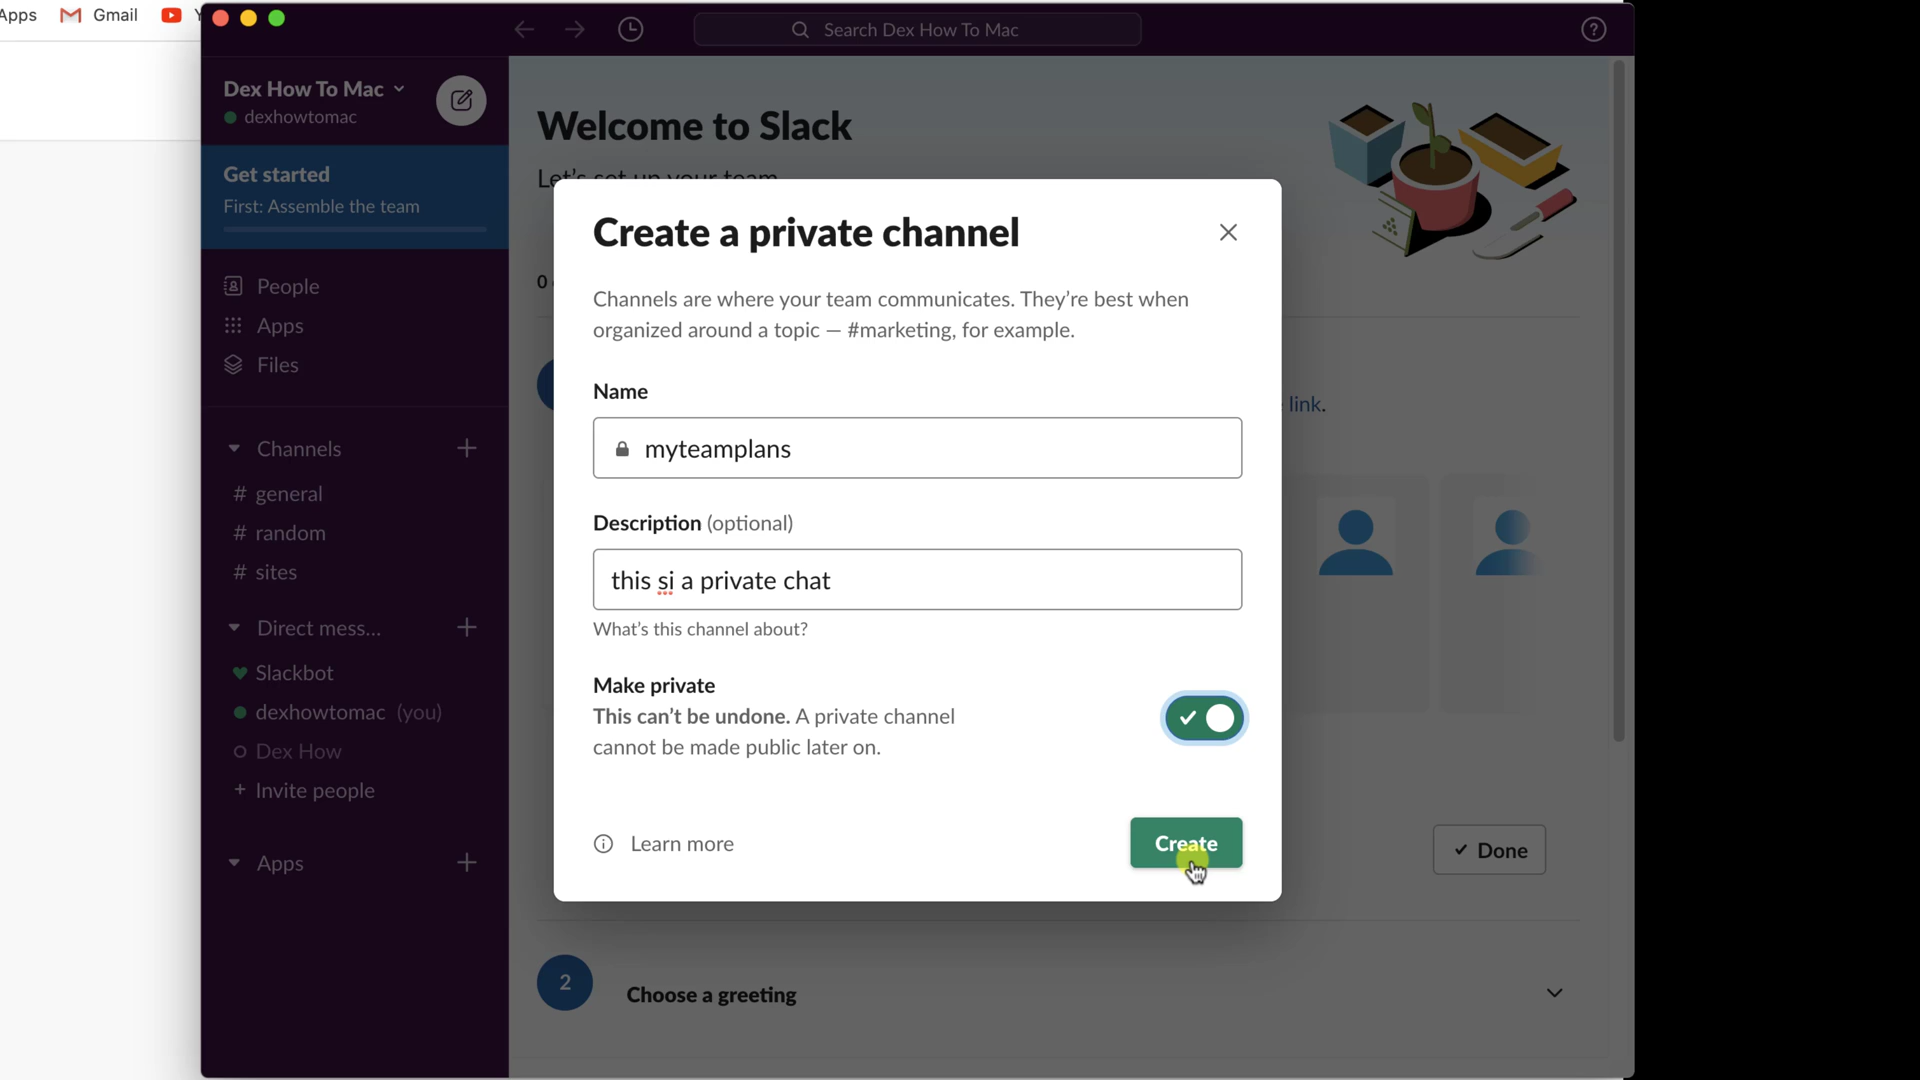 Apps Gmail
Search Dex How To Mac
Dex How To Mac
dexhowtomac
Get started
First: Assemble the team
People
Apps
Files
Channels
# general
# random
# sites
Direct mess...
Slackbot
dexhowtomac (you)
Dex How
+ Invite people
Apps
Welcome to Slack
Let's set up your team
0
link.
Create a private channel
Channels are where your team communicates. They're best when
organized around a topic — #marketing, for example.
Name
myteamplans
Description (optional)
this si a private chat
What's this channel about?
Make private
This can't be undone. A private channel
cannot be made public later on.
Learn more
Create
Done
2
Choose a greeting